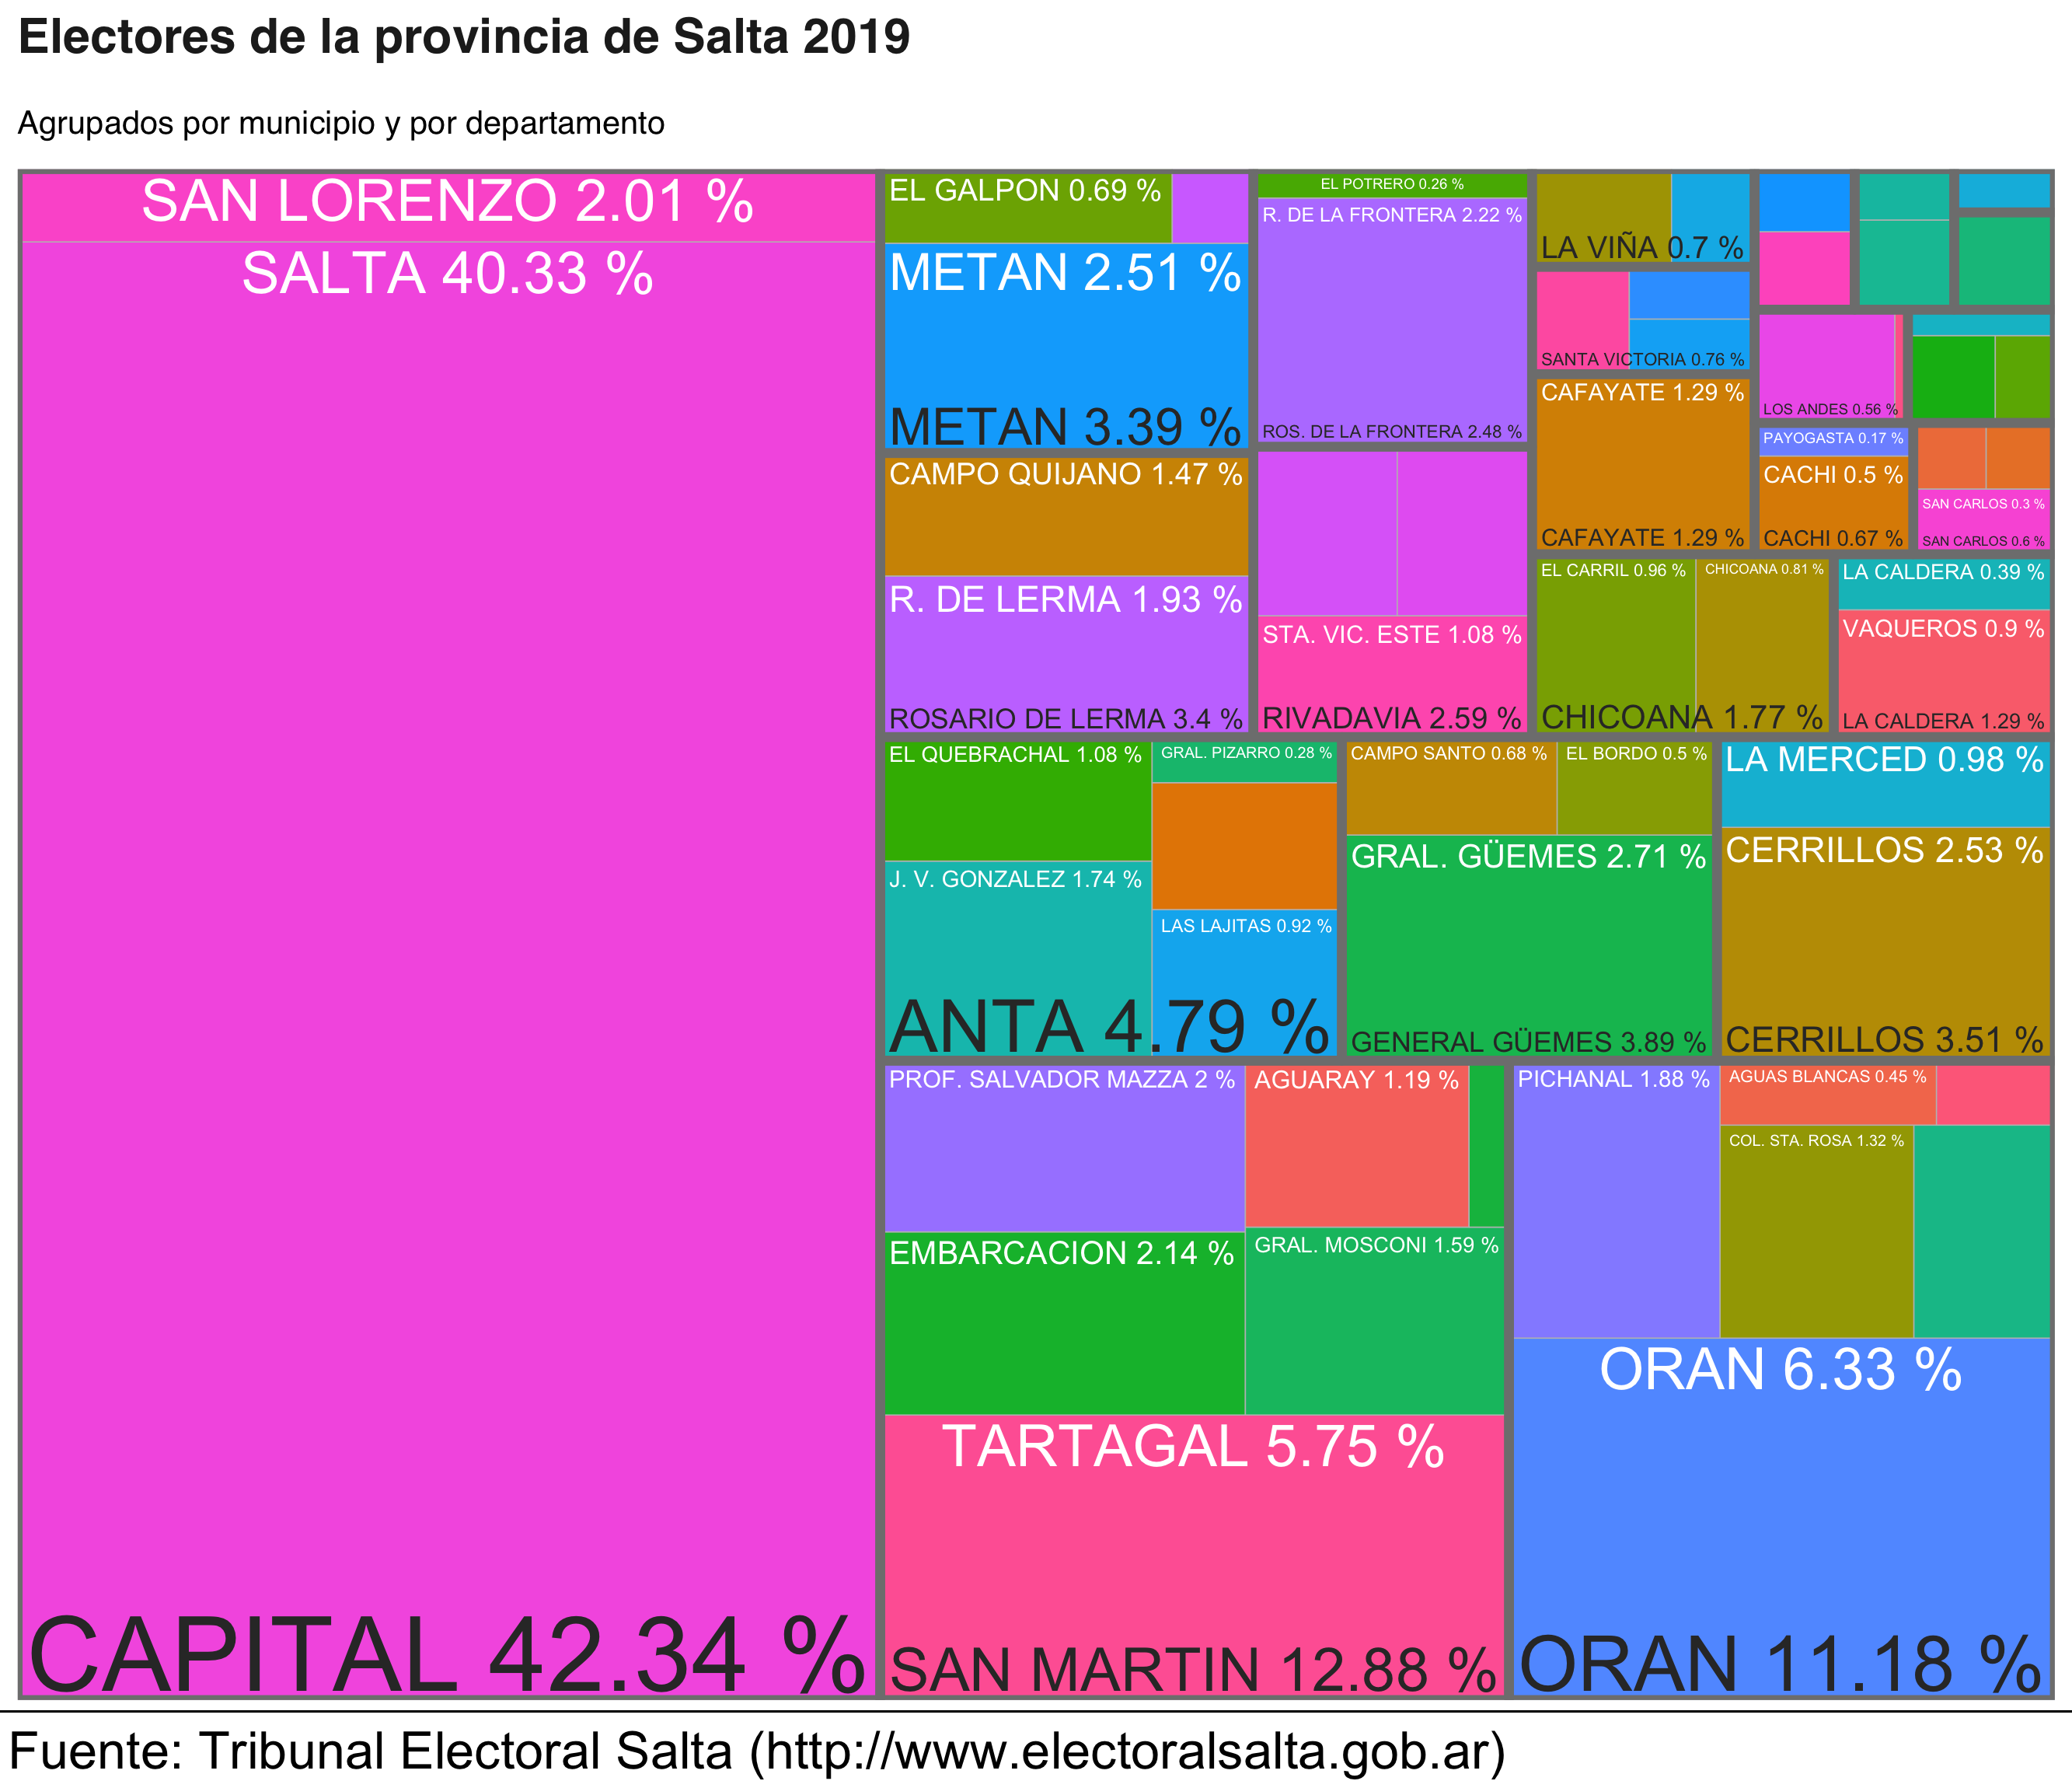 Electores de la provincia de Salta 2019
Agrupados por municipio y por departamento
SAN LORENZO 2.01 %
SALTA 40.33 %
CAPITAL 42.34 %
EL GALPON 0.69 %
METAN 2.51 %
METAN 3.39 %
CAMPO QUIJANO 1.47 %
R. DE LERMA 1.93 %
ROSARIO DE LERMA 3.4 %
EL POTRERO 0.26 %
R. DE LA FRONTERA 2.22 %
ROS. DE LA FRONTERA 2.48 %
STA. VIC. ESTE 1.08 %
RIVADAVIA 2.59 %
LA VIÑA 0.7 %
SANTA VICTORIA 0.76 %
CAFAYATE 1.29 %
CAFAYATE 1.29 %
LOS ANDES 0.56 %
PAYOGASTA 0.17 %
CACHI 0.5 %
CACHI 0.67 %
SAN CARLOS 0.3 %
SAN CARLOS 0.6 %
EL CARRIL 0.96 %
CHICOANA 0.81 %
CHICOANA 1.77 %
LA CALDERA 0.39 %
VAQUEROS 0.9 %
LA CALDERA 1.29 %
EL QUEBRACHAL 1.08 %
GRAL. PIZARRO 0.28 %
J. V. GONZALEZ 1.74 %
LAS LAJITAS 0.92 %
ANTA 4.79 %
CAMPO SANTO 0.68 %
EL BORDO 0.5 %
GRAL. GÜEMES 2.71 %
GENERAL GÜEMES 3.89 %
LA MERCED 0.98 %
CERRILLOS 2.53 %
CERRILLOS 3.51 %
PROF. SALVADOR MAZZA 2 %
AGUARAY 1.19 %
EMBARCACION 2.14 %
GRAL. MOSCONI 1.59 %
TARTAGAL 5.75 %
SAN MARTIN 12.88 %
PICHANAL 1.88 %
AGUAS BLANCAS 0.45 %
COL. STA. ROSA 1.32 %
ORAN 6.33 %
ORAN 11.18 %
Fuente: Tribunal Electoral Salta (http://www.electoralsalta.gob.ar)